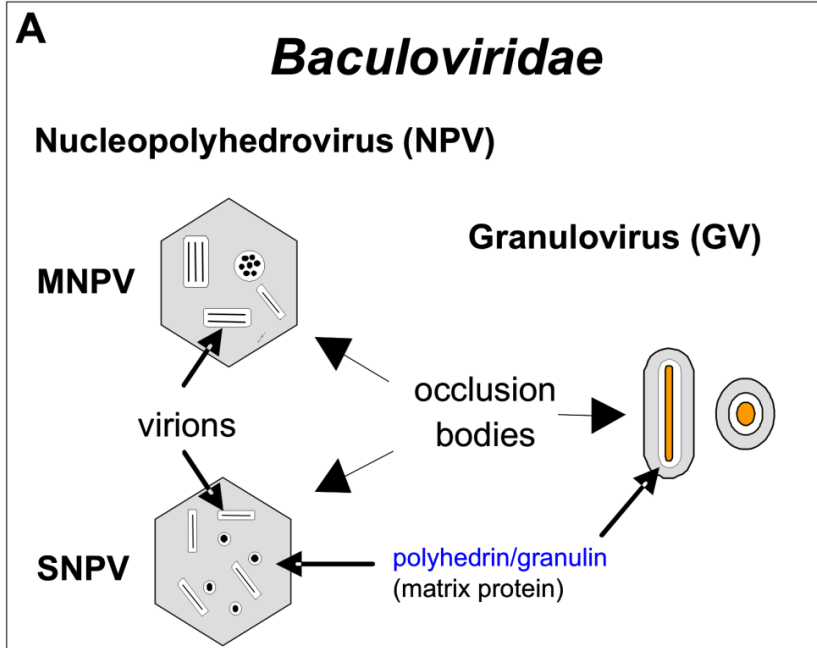 A
Baculoviridae
Nucleopolyhedrovirus (NPV)
Granulovirus (GV)
MNPV
occlusion
bodies
virions
SNPV
polyhedrin/granulin
(matrix protein)